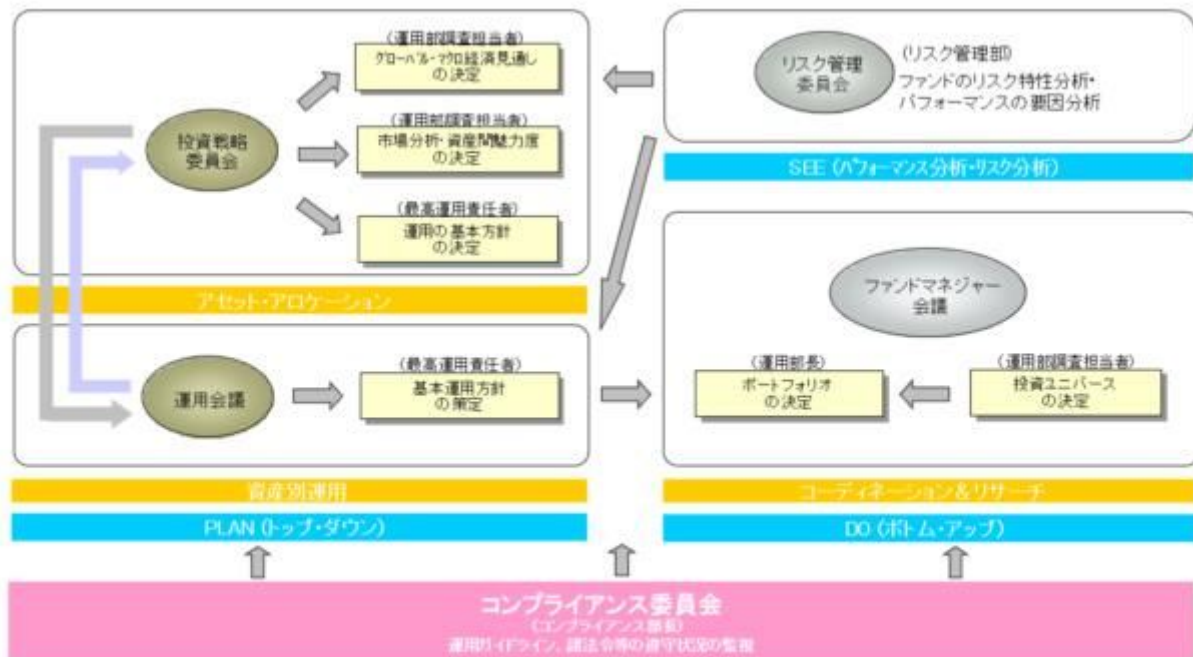 (運用部調査担当者)
グローバル・マクロ経済見通し
の決定
投資戦略
委員会
(運用部調査担当者)
市場分析・資産間魅力度
の決定
(最高運用責任者)
運用の基本方針
の決定
アセット・アロケーション
運用会議
(最高運用責任者)
基本運用方針
の策定
資産別運用
PLAN (トップ・ダウン)
リスク管理
委員会
(リスク管理部)
ファンドのリスク特性分析・
パフォーマンスの要因分析
SEE (パフォーマンス分析・リスク分析)
ファンドマネジャー
会議
(運用部長)
ポートフォリオ
の決定
(運用部調査担当者)
投資ユニバース
の決定
コーディネーション&リサーチ
DO (ボトム・アップ)
コンプライアンス委員会
(コンプライアンス部長)
運用ガイドライン、諸法令等の遵守状況の監視